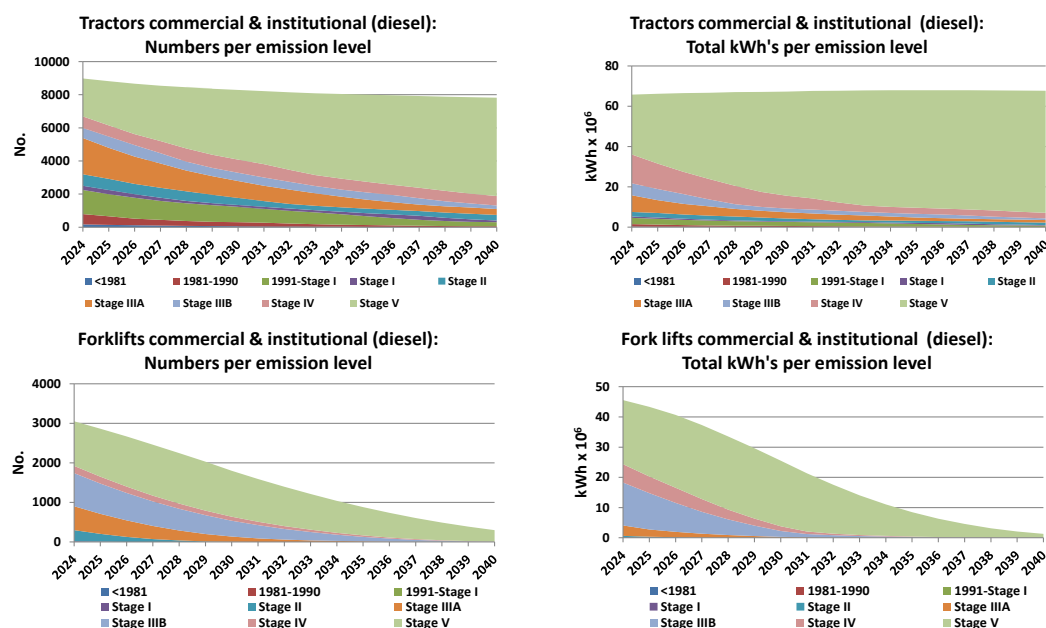 Tractors commercial & institutional (diesel):
Numbers per emission level
10000
8000
6000
4000
2000
0
No.
2024 2025 2026 2027 2028 2029 2030 2031 2032 2033 2034 2035 2036 2037 2038 2039 2040
<1981 1981-1990 1991-Stage I Stage I Stage II
Stage IIIA Stage IIIB Stage IV Stage V
Tractors commercial & institutional (diesel):
Total kWh's per emission level
80
60
40
20
0
kWh x 10⁶
2024 2025 2026 2027 2028 2029 2030 2031 2032 2033 2034 2035 2036 2037 2038 2039 2040
<1981 1981-1990 1991-Stage I Stage I Stage II
Stage IIIA Stage IIIB Stage IV Stage V
Forklifts commercial & institutional (diesel):
Numbers per emission level
4000
3000
2000
1000
0
No.
2024 2025 2026 2027 2028 2029 2030 2031 2032 2033 2034 2035 2036 2037 2038 2039 2040
<1981 1981-1990 1991-Stage I
Stage I Stage II Stage IIIA
Stage IIIB Stage IV Stage V
Fork lifts commercial & institutional (diesel):
Total kWh's per emission level
50
40
30
20
10
0
kWh x 10⁶
2024 2025 2026 2027 2028 2029 2030 2031 2032 2033 2034 2035 2036 2037 2038 2039 2040
<1981 1981-1990 1991-Stage I
Stage I Stage II Stage IIIA
Stage IIIB Stage IV Stage V